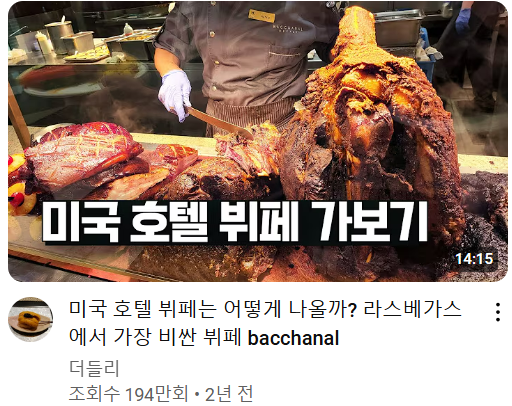 BACCHANAL
미국 호텔 뷔페 가보기
14:15
미국 호텔 뷔페는 어떻게 나올까? 라스베가스
에서 가장 비싼 뷔페 bacchanal
더들리
조회수 194만회 • 2년 전